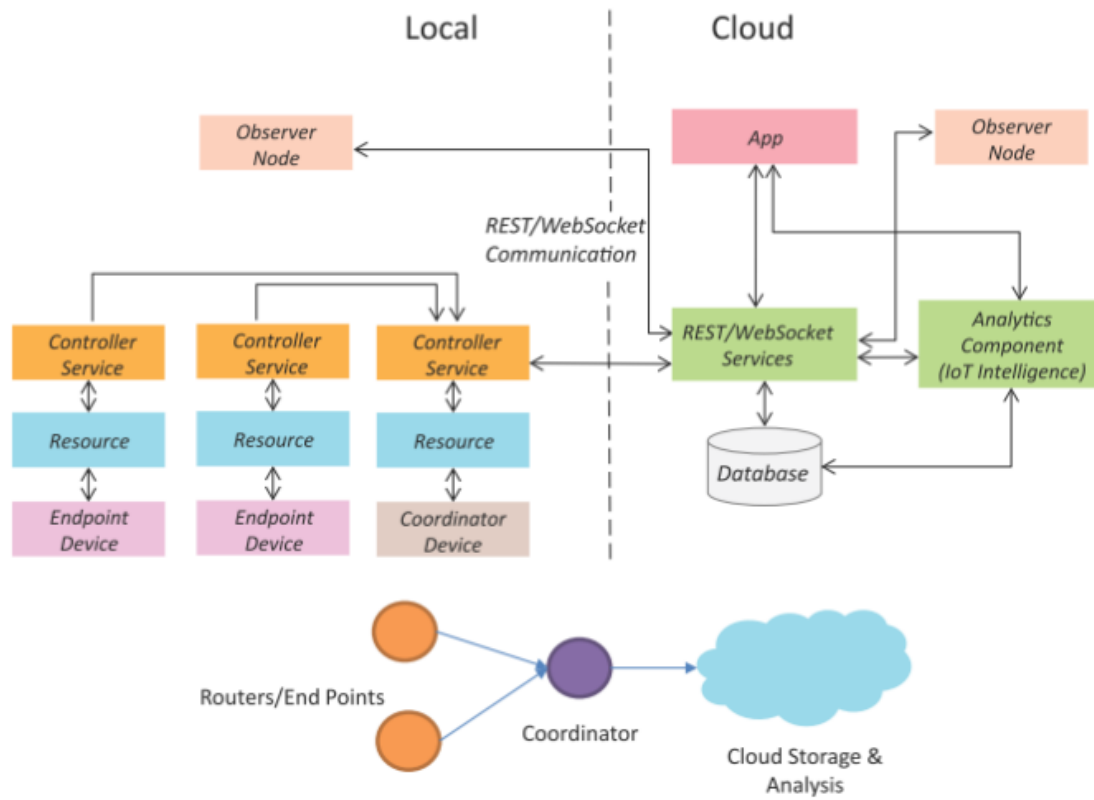 Local
Cloud
Observer
Node
App
Observer
Node
REST/WebSocket
Communication
Controller
Service
Controller
Service
Controller
Service
REST/WebSocket
Services
Analytics
Component
(IoT Intelligence)
Resource
Resource
Resource
Database
Endpoint
Device
Endpoint
Device
Coordinator
Device
Routers/End Points
Coordinator
Cloud Storage &
Analysis